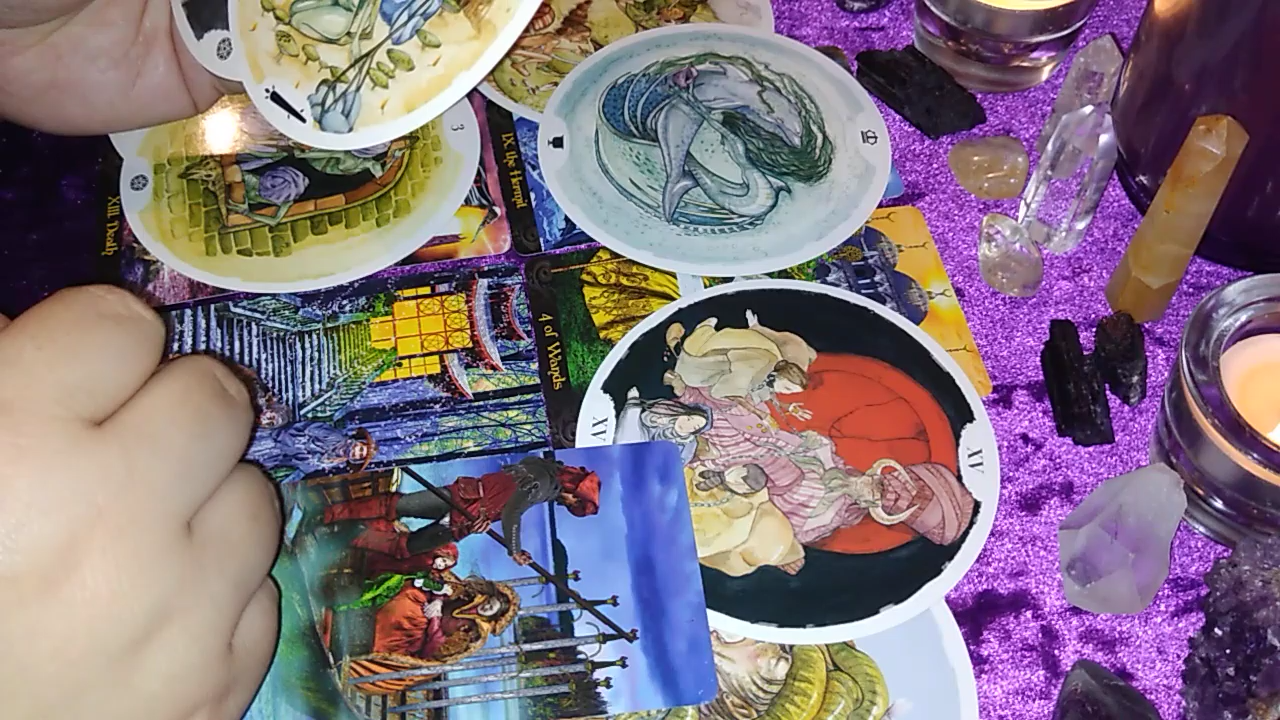 3
IX. the Hermit
XIII. Death
4 of Wands
XV
XV